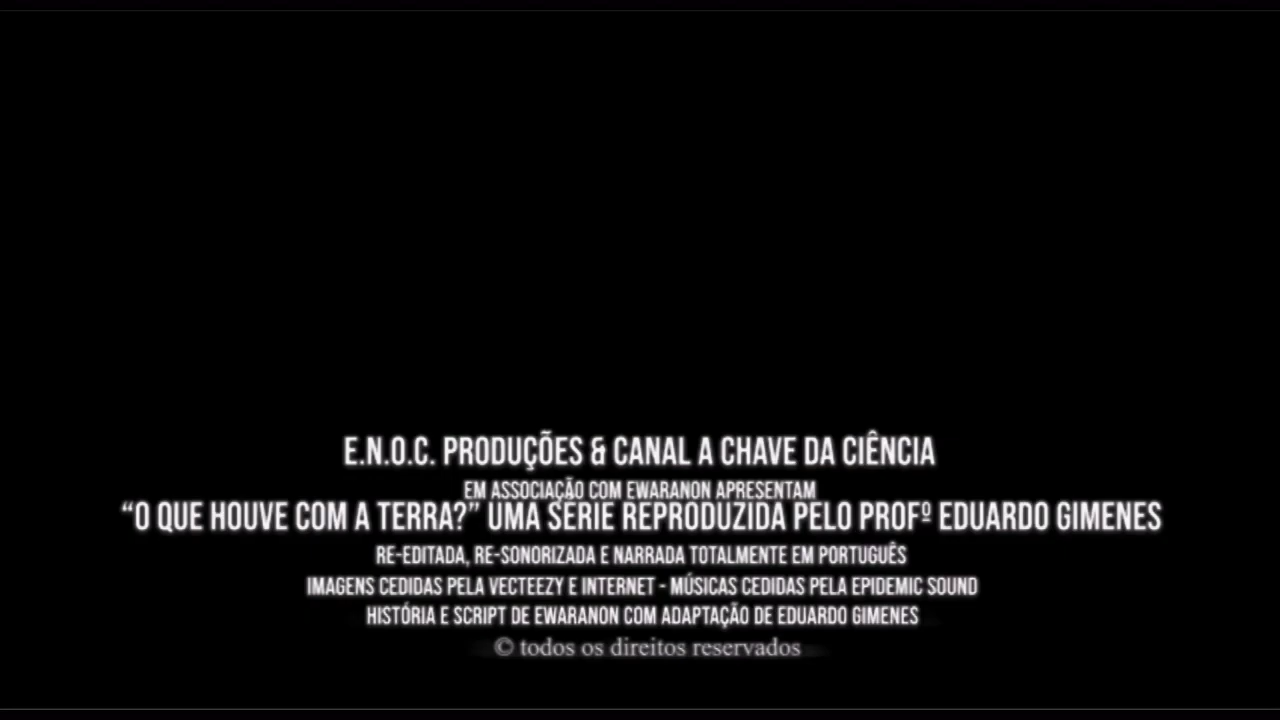 E.N.O.C. PRODUÇÕES & CANAL A CHAVE DA CIÊNCIA
EM ASSOCIAÇÃO COM EWARANON APRESENTAM
“O QUE HOUVE COM A TERRA?” UMA SÉRIE REPRODUZIDA PELO PROFº EDUARDO GIMENES
RE-EDITADA, RE-SONORIZADA E NARRADA TOTALMENTE EM PORTUGUÊS
IMAGENS CEDIDAS PELA VECTEEZY E INTERNET - MÚSICAS CEDIDAS PELA EPIDEMIC SOUND
HISTÓRIA E SCRIPT DE EWARANON COM ADAPTAÇÃO DE EDUARDO GIMENES
© todos os direitos reservados